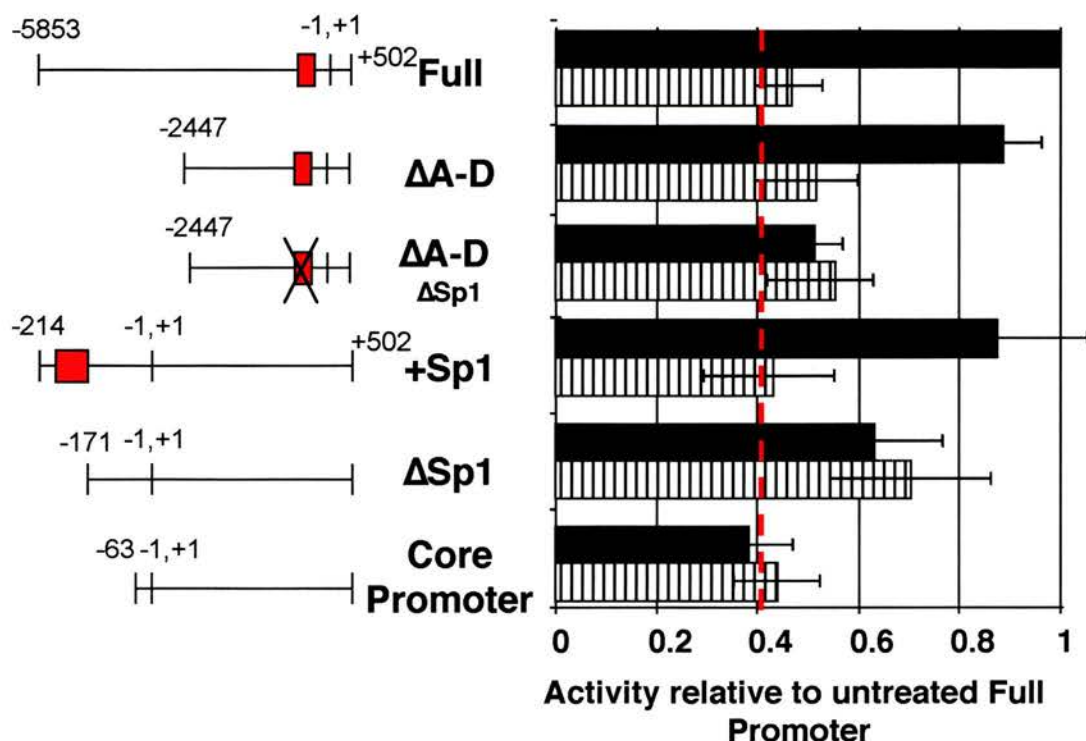 -5853 -1,+1
+502 Full
-2447
ΔA-D
-2447
ΔA-D
ΔSp1
-214 -1,+1 +502
+Sp1
-171 -1,+1
ΔSp1
-63 -1,+1
Core
Promoter
0 0.2 0.4 0.6 0.8 1
Activity relative to untreated Full
Promoter